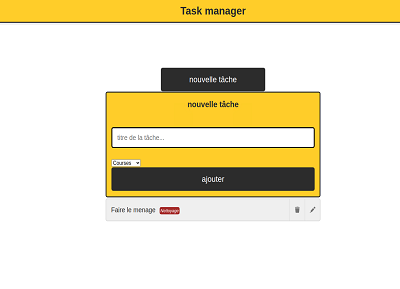 Task manager
nouvelle tâche
nouvelle tâche
titre de la tâche...
Courses
ajouter
Faire le menage Nettoyage